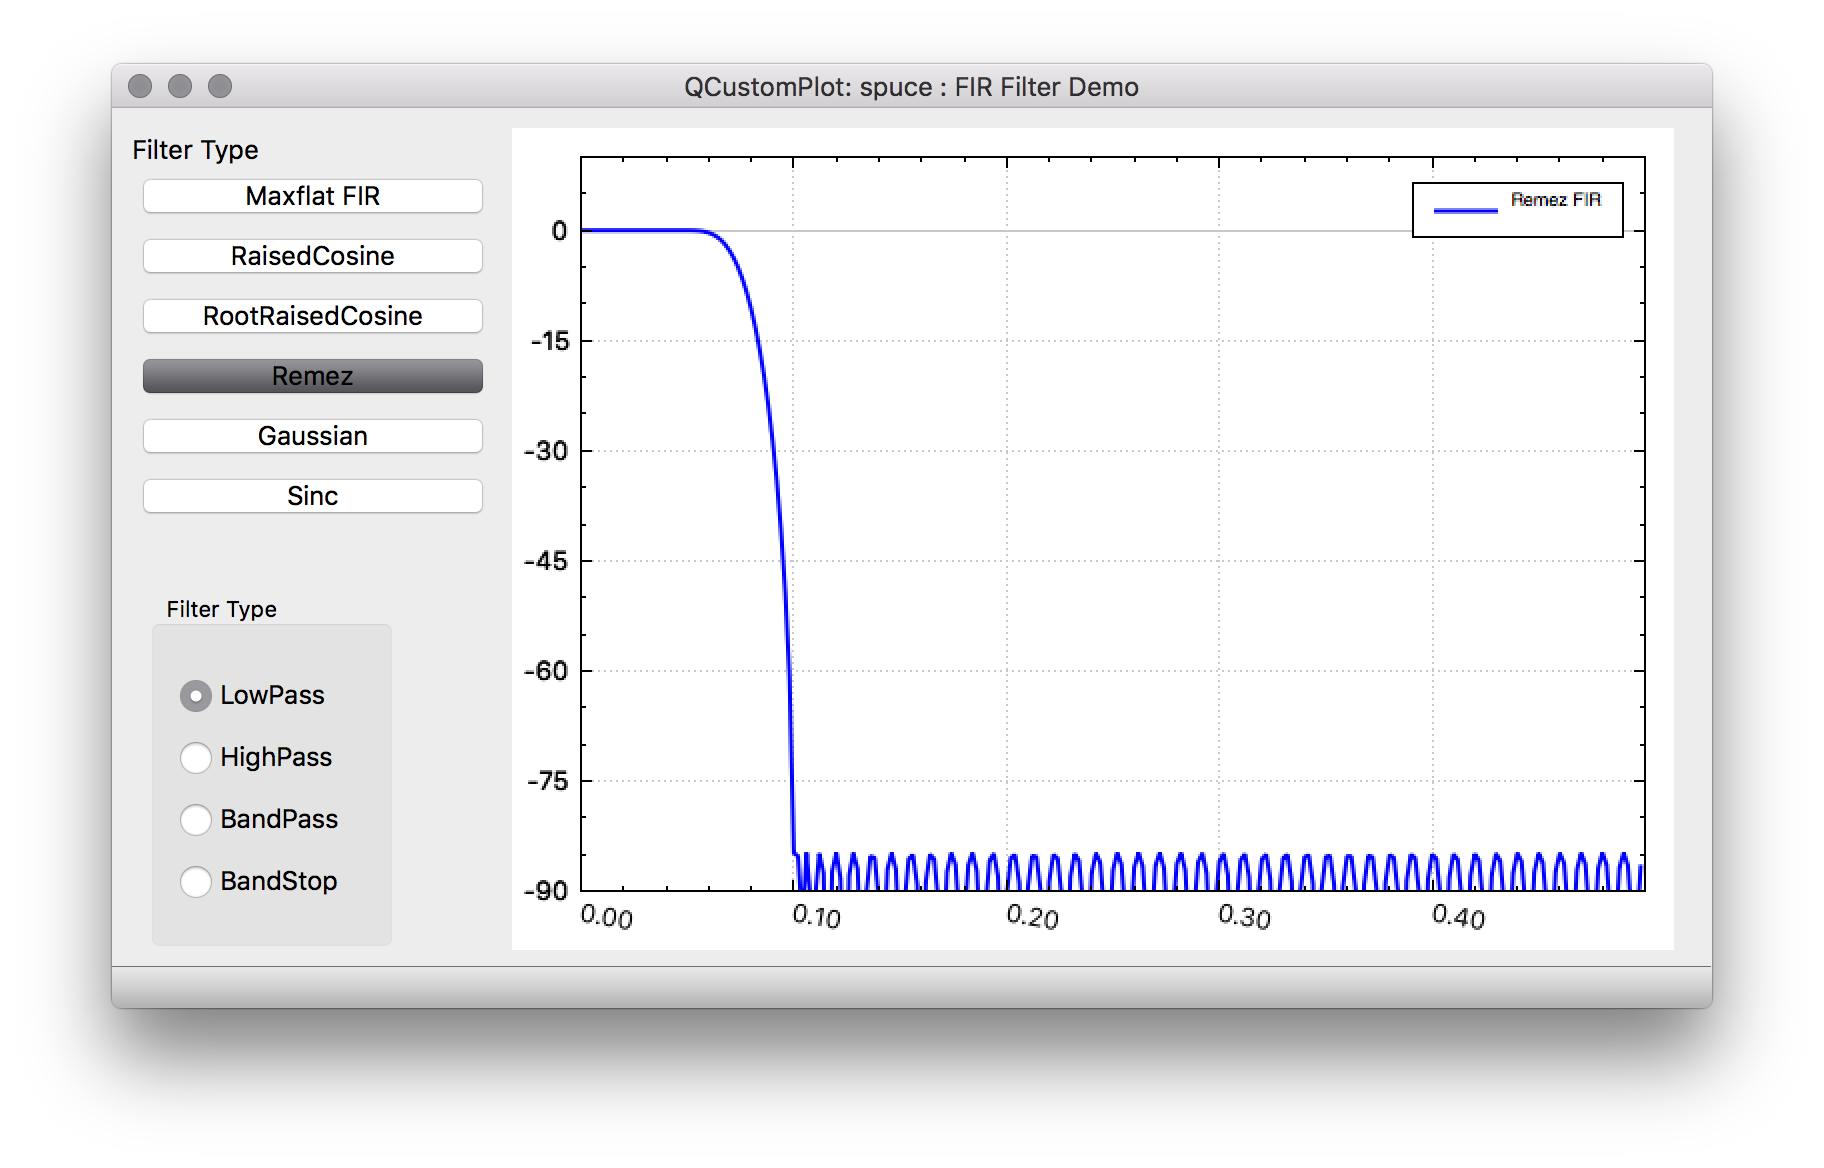 QCustomPlot: spuce : FIR Filter Demo
Filter Type
Maxflat FIR
RaisedCosine
RootRaisedCosine
Remez
Gaussian
Sinc
Filter Type
LowPass
HighPass
BandPass
BandStop
Remez FIR
0
-15
-30
-45
-60
-75
-90
0.00 0.10 0.20 0.30 0.40